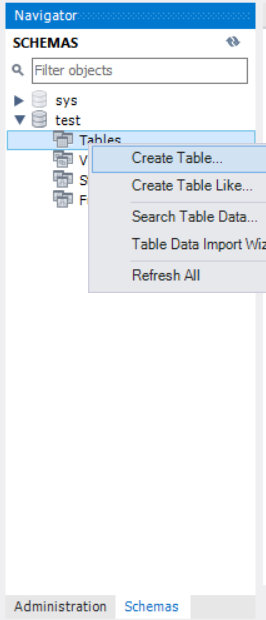 Navigator
SCHEMAS
Filter objects
sys
test
Tables
Create Table...
Create Table Like...
Search Table Data...
Table Data Import
Refresh All
Administration
Schemas